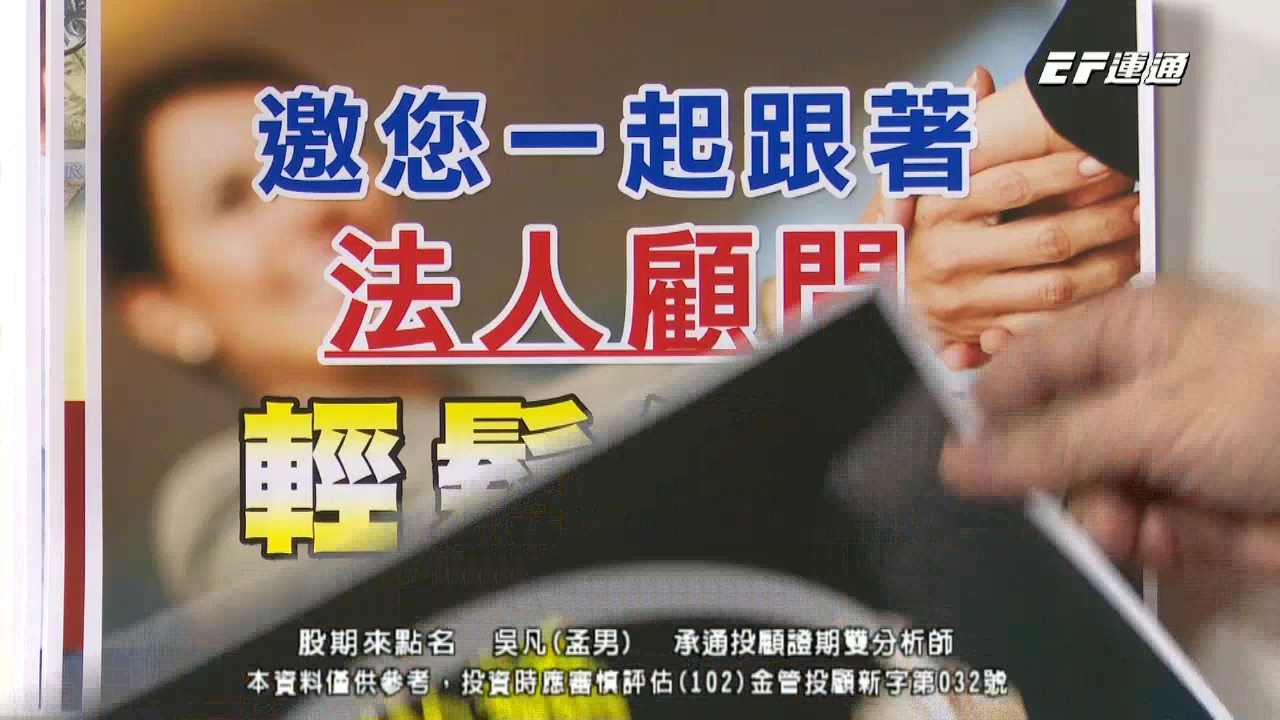 EF運通
邀您一起跟著
法人顧問
輕鬆
股期來點名 吳凡(孟男) 承通投顧證期雙分析師
本資料僅供參考，投資時應審慎評估(102)金管投顧新字第032號